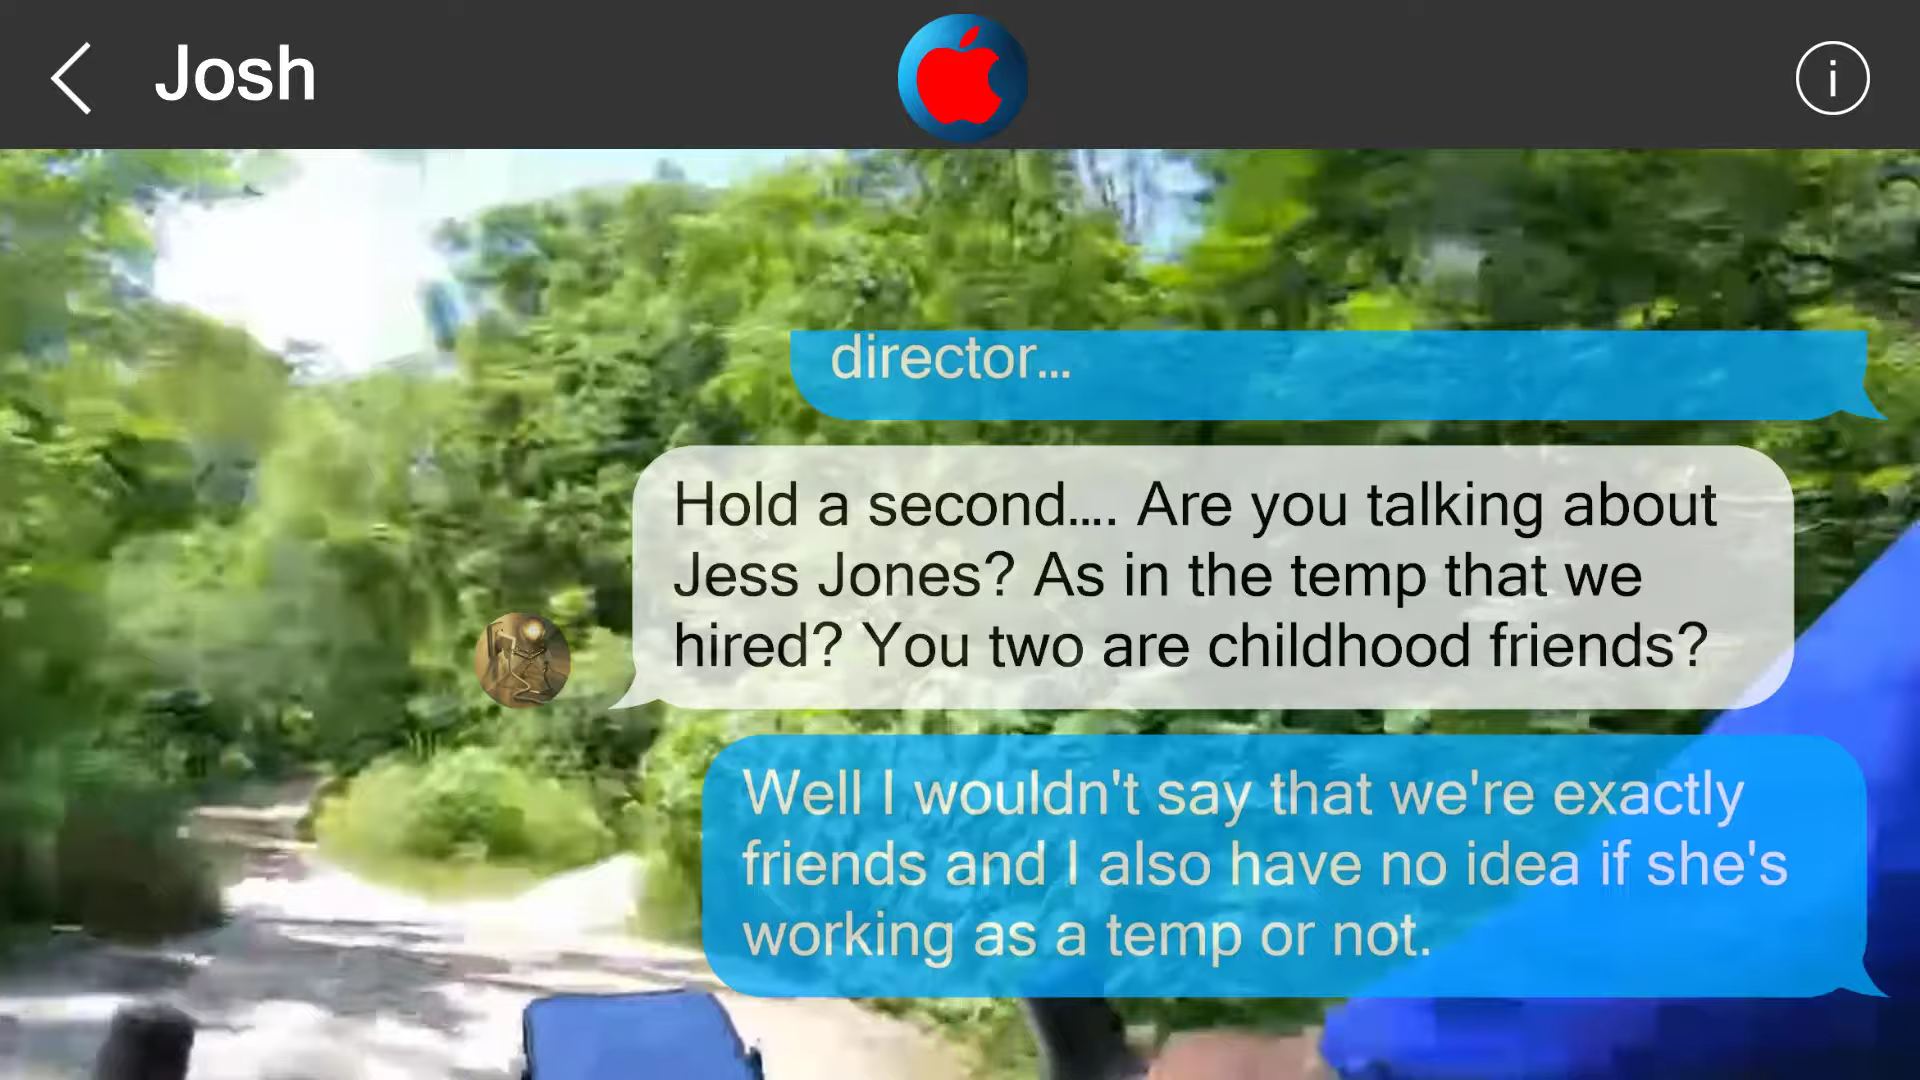 Josh
i
director...
Hold a second.... Are you talking about
Jess Jones? As in the temp that we
hired? You two are childhood friends?
Well I wouldn't say that we're exactly
friends and I also have no idea if she's
working as a temp or not.